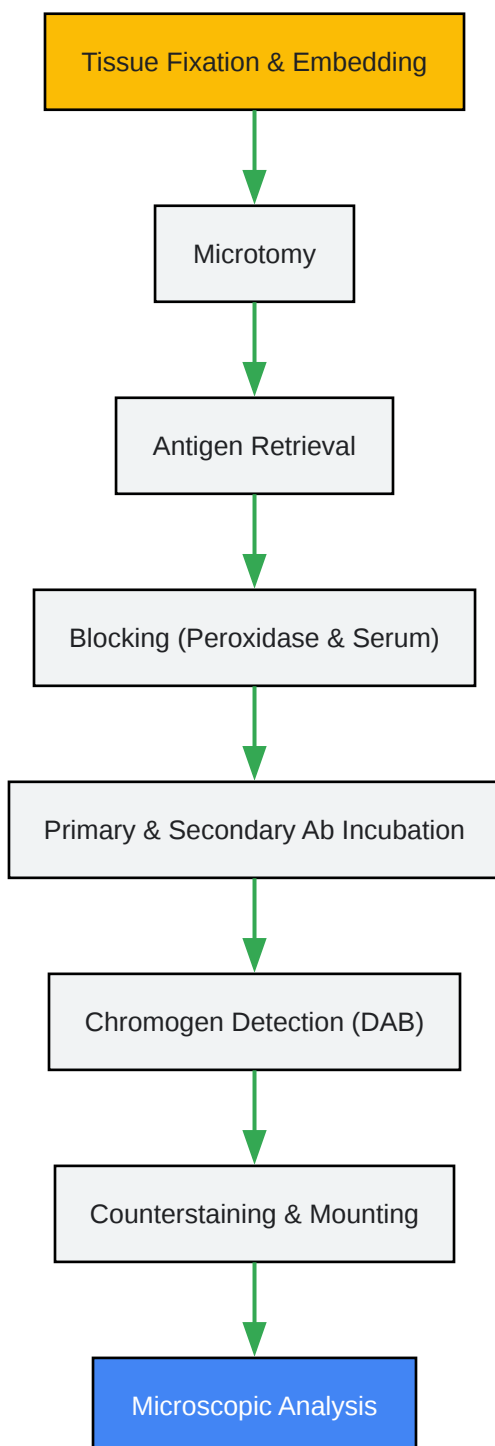 Tissue Fixation & Embedding
Microtomy
Antigen Retrieval
Blocking (Peroxidase & Serum)
Primary & Secondary Ab Incubation
Chromogen Detection (DAB)
Counterstaining & Mounting
Microscopic Analysis